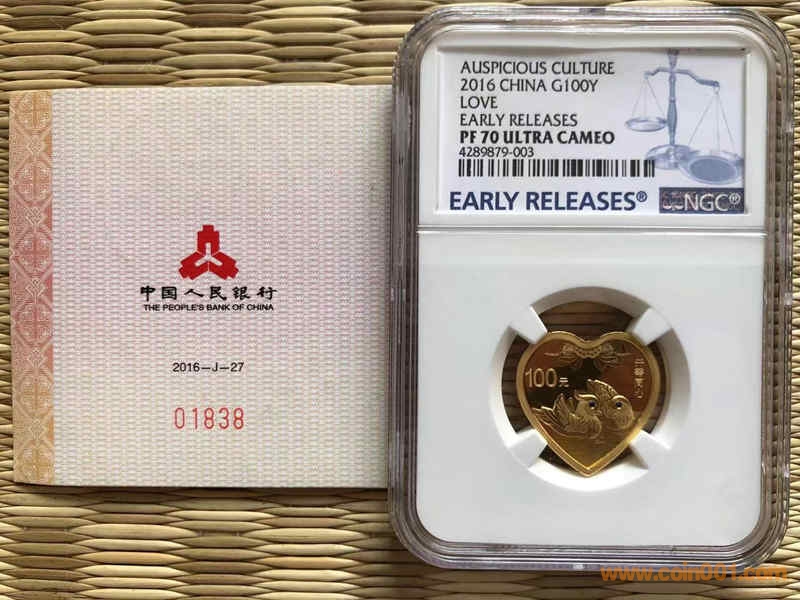 中国人民银行
THE PEOPLE'S BANK OF CHINA
2016—J—27
01838
AUSPICIOUS CULTURE
2016 CHINA G100Y
LOVE
EARLY RELEASES
PF 70 ULTRA CAMEO
4289879-003
EARLY RELEASES®
NGC®
100元
www.coin001.com